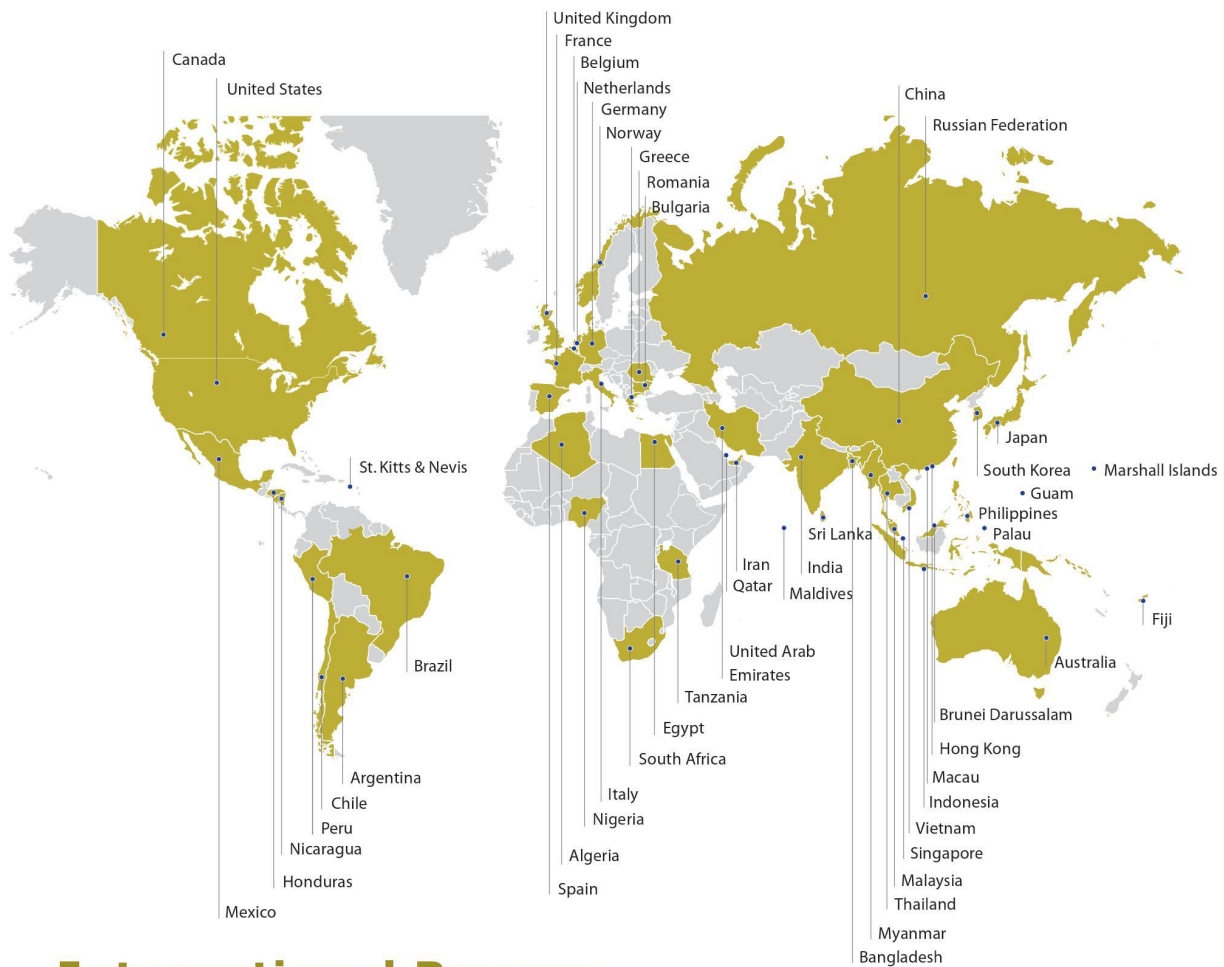 United Kingdom
France
Belgium
Netherlands
Germany
Norway
Greece
Romania
Bulgaria
Canada
United States
China
Russian Federation
St. Kitts & Nevis
Japan
South Korea
Marshall Islands
Guam
Philippines
Palau
Sri Lanka
Iran
India
Qatar
Maldives
Fiji
United Arab
Emirates
Australia
Brazil
Tanzania
Brunei Darussalam
Egypt
Hong Kong
South Africa
Macau
Argentina
Italy
Indonesia
Chile
Nigeria
Vietnam
Peru
Nicaragua
Algeria
Singapore
Honduras
Spain
Malaysia
Thailand
Mexico
Myanmar
Bangladesh